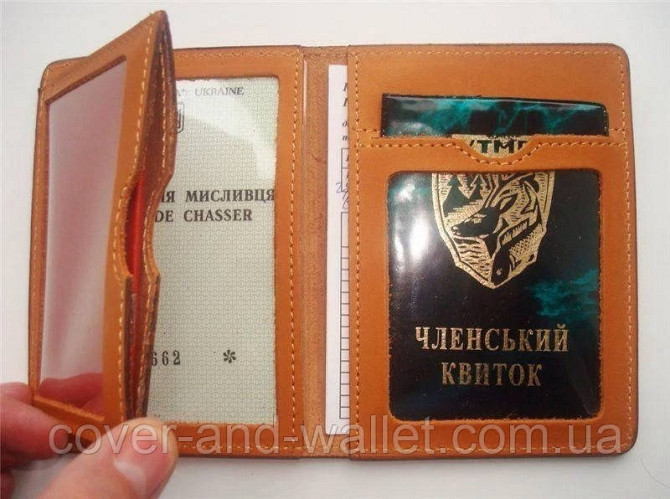 UKRAINE
МИСЛИВЦЯ
DE CHASSER
662 *
УТМР
ЧЛЕНСЬКИЙ
КВИТОК
cover-and-wallet.com.ua